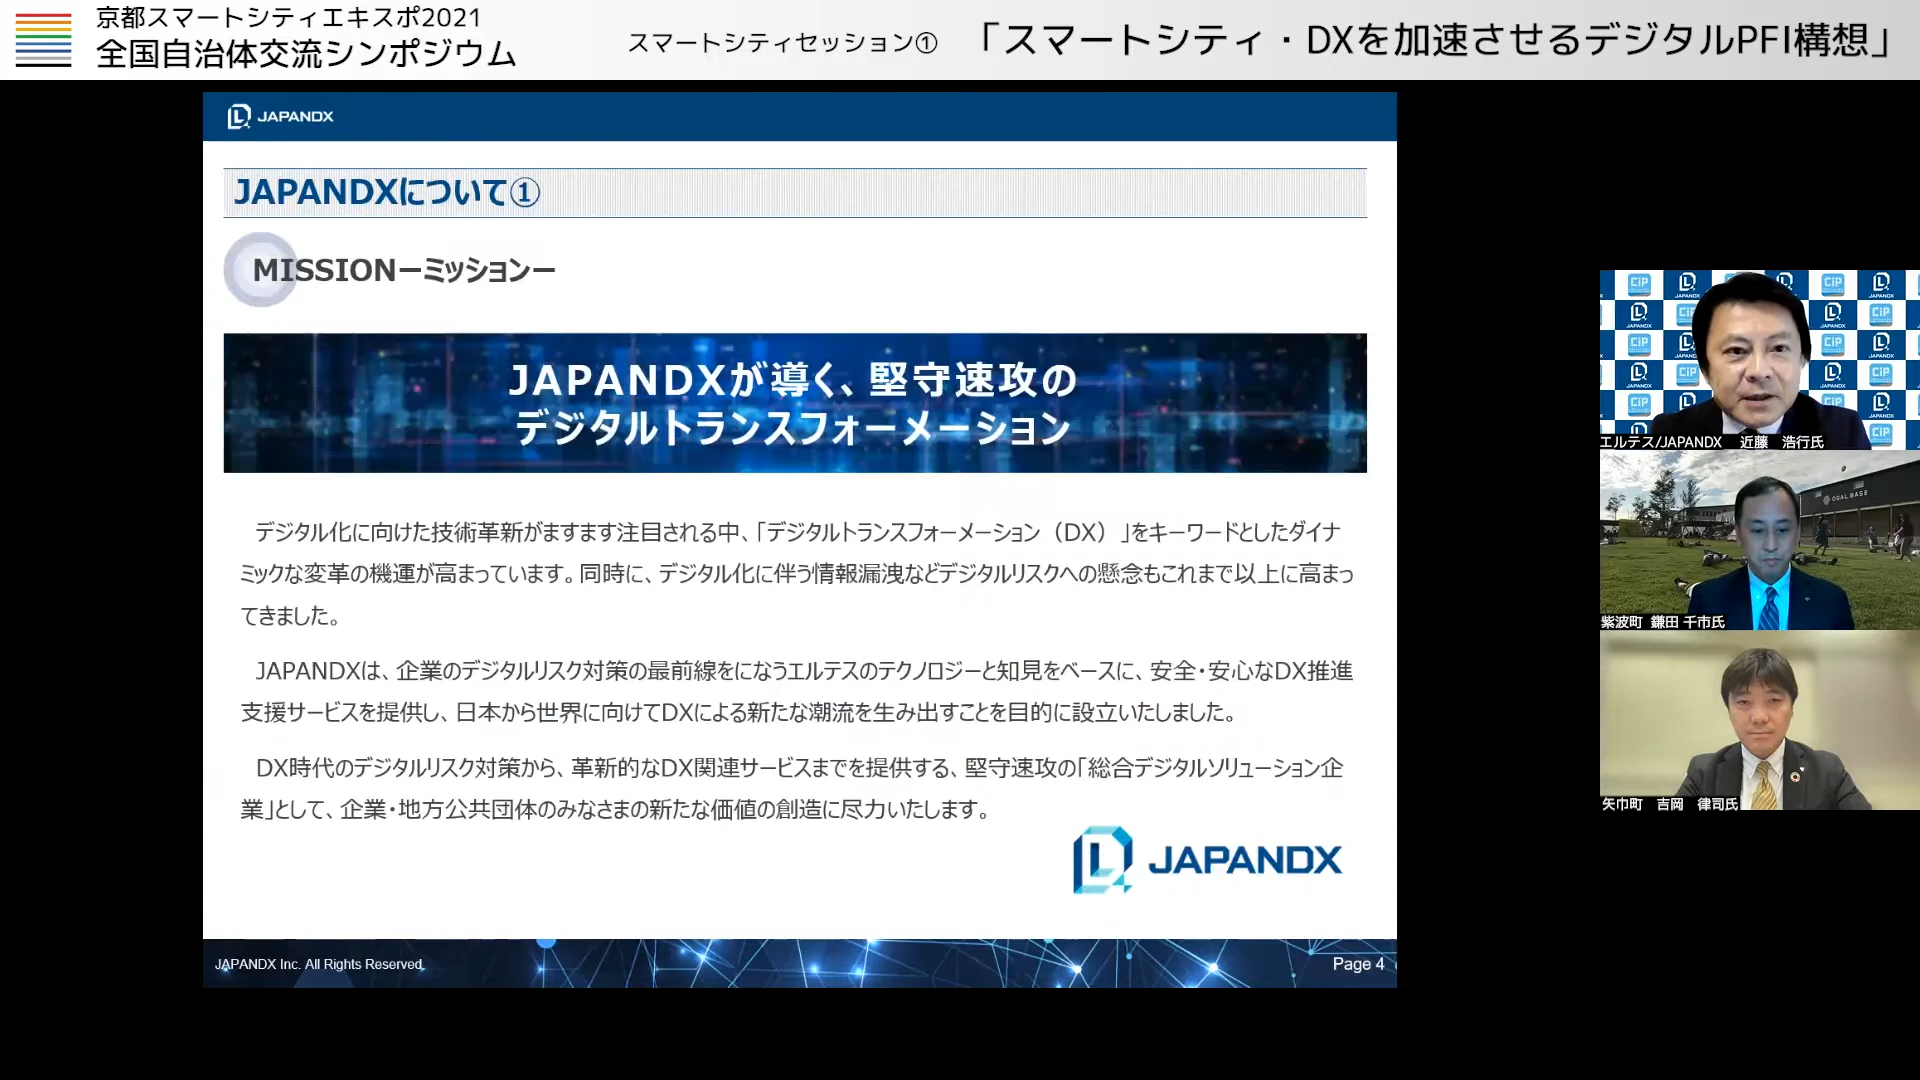 京都スマートシティエキスポ2021
全国自治体交流シンポジウム
スマートシティセッション①
「スマートシティ・DXを加速させるデジタルPFI構想」
JAPANDX
JAPANDXについて①
MISSIONーミッションー
JAPANDXが導く、堅守速攻の
デジタルトランスフォーメーション
デジタル化に向けた技術革新がますます注目される中、「デジタルトランスフォーメーション（DX）」をキーワードとしたダイナ
ミックな変革の機運が高まっています。同時に、デジタル化に伴う情報漏洩などデジタルリスクへの懸念もこれまで以上に高まっ
てきました。
JAPANDXは、企業のデジタルリスク対策の最前線をになうエルテスのテクノロジーと知見をベースに、安全・安心なDX推進
支援サービスを提供し、日本から世界に向けてDXによる新たな潮流を生み出すことを目的に設立いたしました。
DX時代のデジタルリスク対策から、革新的なDX関連サービスまでを提供する、堅守速攻の「総合デジタルソリューション企
業」として、企業・地方公共団体のみなさまの新たな価値の創造に尽力いたします。
JAPANDX
JAPANDX Inc. All Rights Reserved.
Page 4
CiP
JAPANDX
エルテス/JAPANDX 近藤 浩行氏
OGAL BASE
紫波町 鎌田 千市氏
矢巾町 吉岡 律司氏